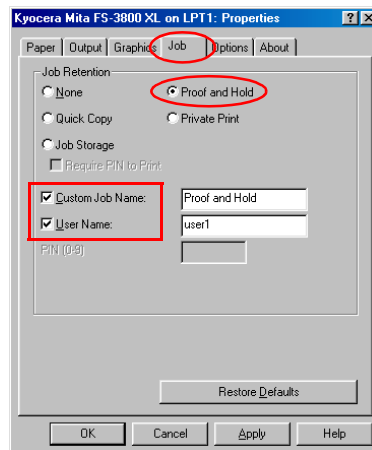 Kyocera Mita FS-3800 XL on LPT1: Properties
Paper Output Graphics Job Options About
Job Retention
None Proof and Hold
Quick Copy Private Print
Job Storage
Require PIN to Print
Custom Job Name: Proof and Hold
User Name: user1
PIN (0-9)
Restore Defaults
OK Cancel Apply Help